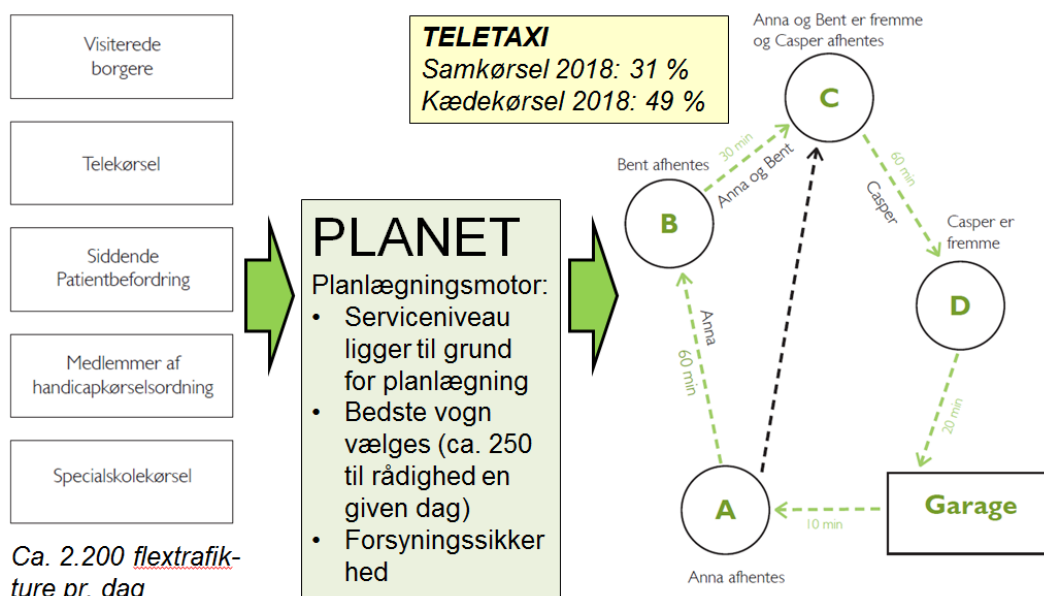 Visiterede
borgere
Telekørsel
Siddende
Patientbefordring
Medlemmer af
handicapkørselsordning
Specialskolekørsel
Ca. 2.200 flextrafik-
ture pr. dag
PLANET
Planlægningsmotor:
• Serviceniveau
ligger til grund
for planlægning
• Bedste vogn
vælges (ca. 250
til rådighed en
given dag)
• Forsyningssikker
hed
TELETAXI
Samkørsel 2018: 31 %
Kædekørsel 2018: 49 %
Anna og Bent er fremme
og Casper afhentes
C
30 min
Anna og Bent
60 min
Casper
Bent afhentes
B
Casper er
fremme
D
Anna
60 min
20 min
A
10 min
Garage
Anna afhentes